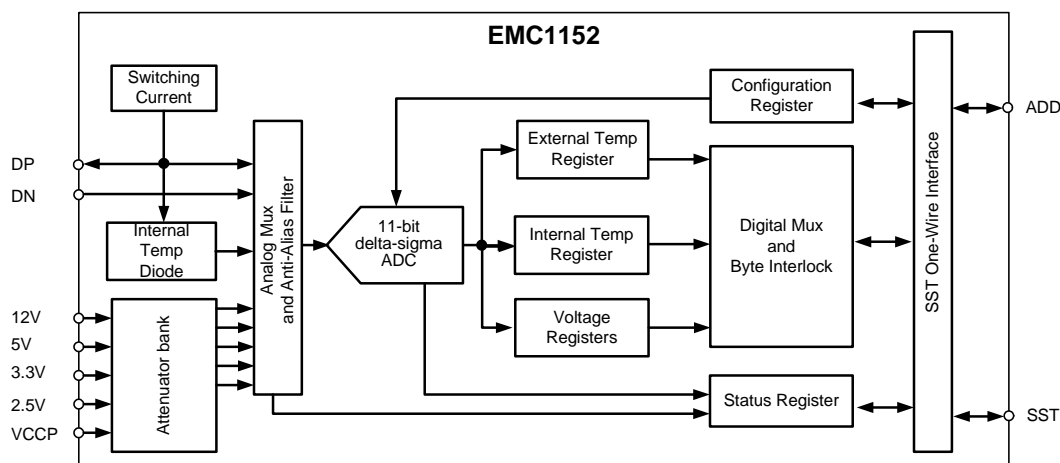 EMC1152
Switching
Current
Configuration
Register
ADD
External Temp
Register
DP
DN
Analog Mux
and Anti-Alias Filter
11-bit
delta-sigma
ADC
Internal
Temp
Diode
Internal Temp
Register
Digital Mux
and
Byte Interlock
SST One-Wire Interface
12V
5V
3.3V
2.5V
VCCP
Attenuator bank
Voltage
Registers
Status Register
SST